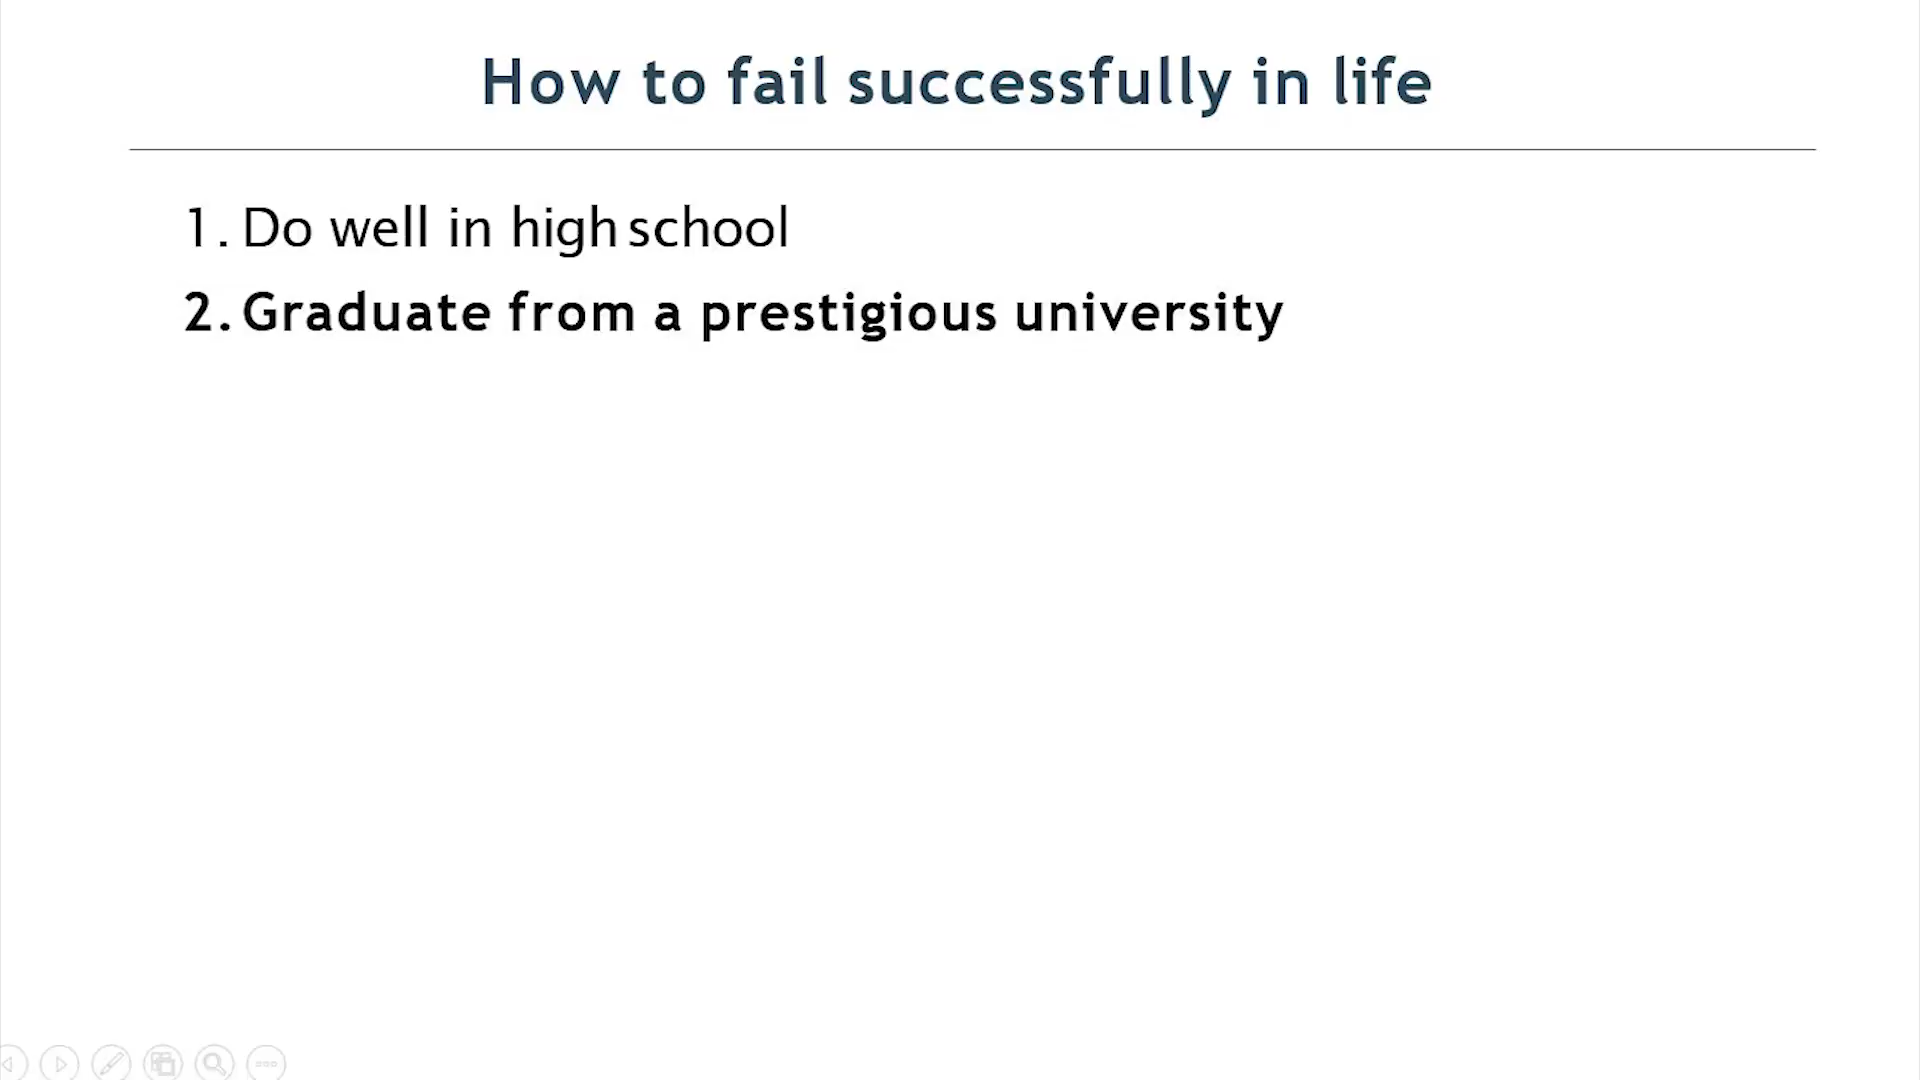 How to fail successfully in life
1. Do well in high school
2. Graduate from a prestigious university